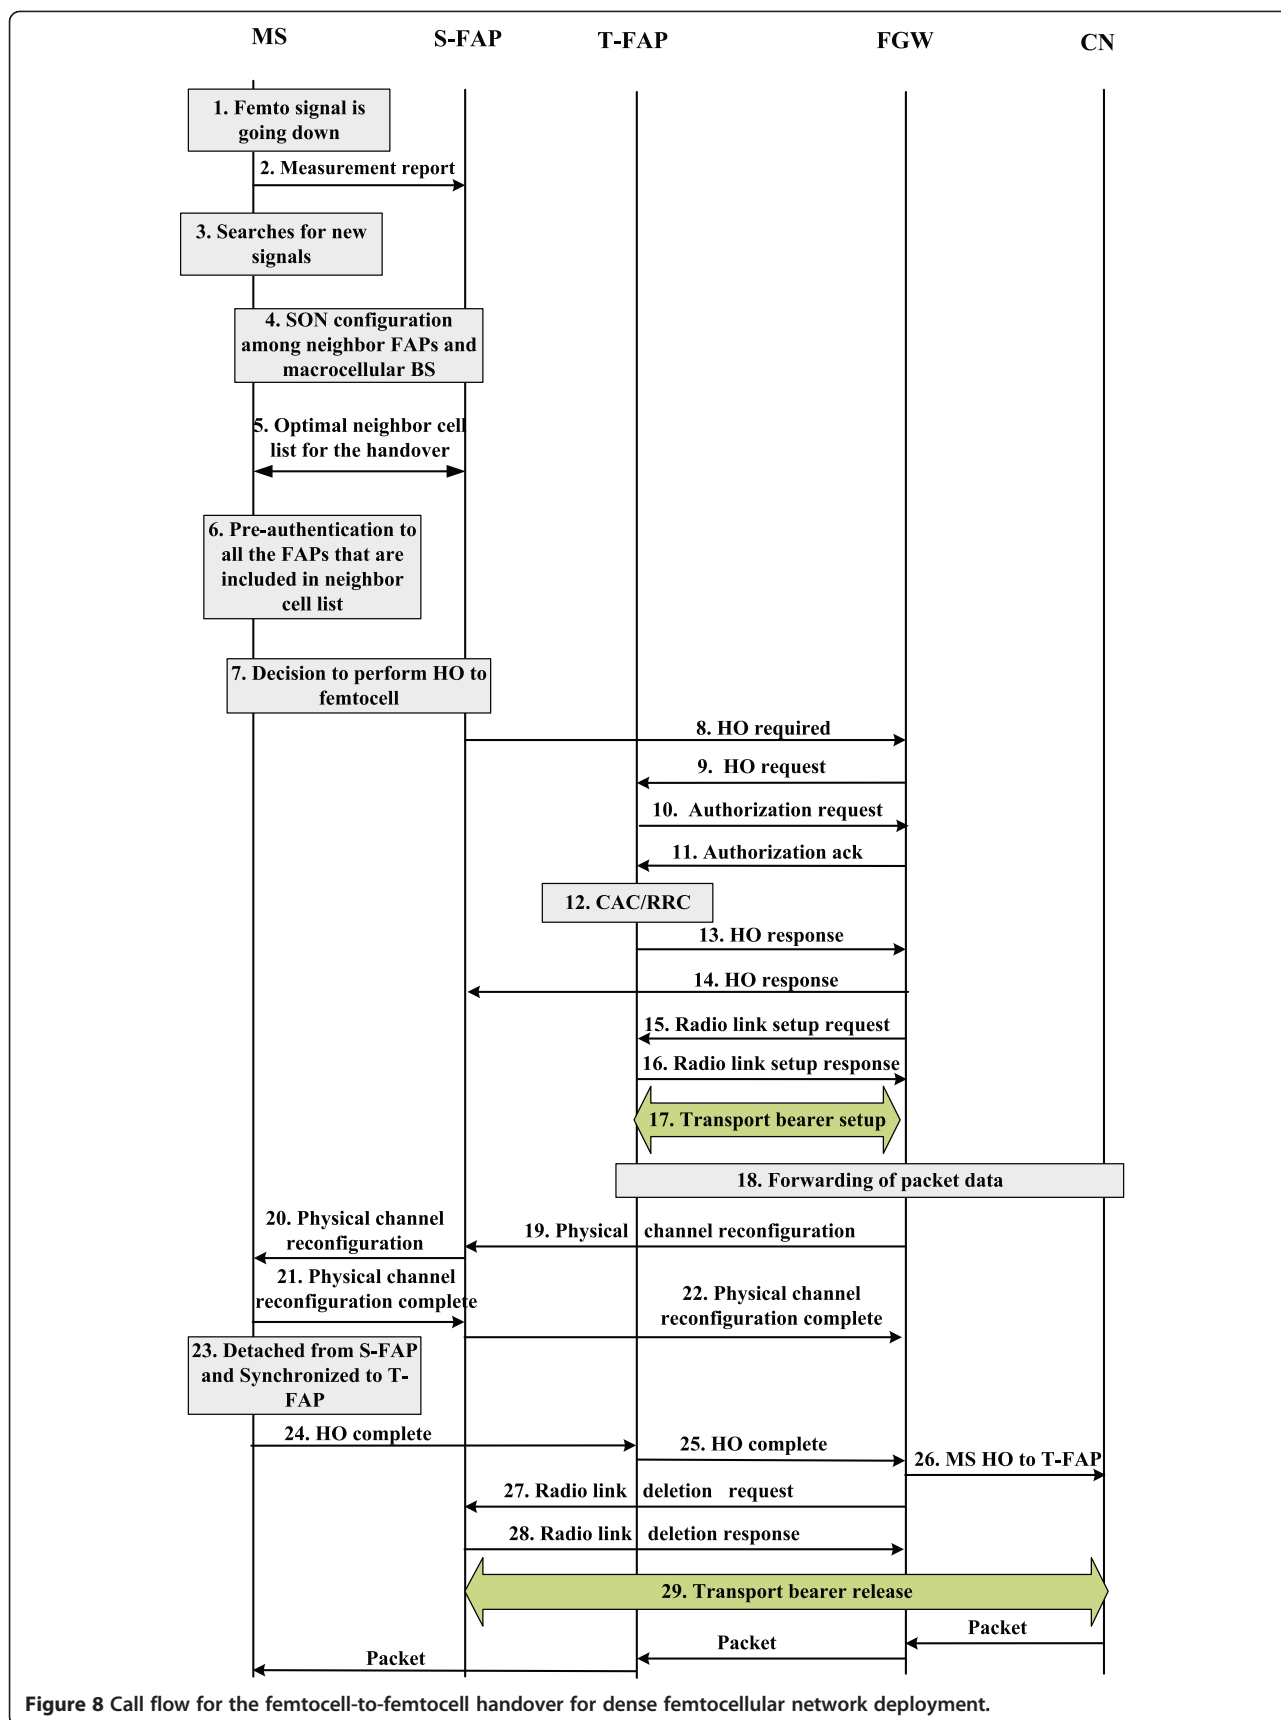 MS S-FAP T-FAP FGW CN
1. Femto signal is
going down
2. Measurement report
3. Searches for new
signals
4. SON configuration
among neighbor FAPs and
macrocellular BS
5. Optimal neighbor cell
list for the handover
6. Pre-authentication to
all the FAPs that are
included in neighbor
cell list
7. Decision to perform HO to
femtocell
8. HO required
9. HO request
10. Authorization request
11. Authorization ack
12. CAC/RRC
13. HO response
14. HO response
15. Radio link setup request
16. Radio link setup response
17. Transport bearer setup
18. Forwarding of packet data
19. Physical channel reconfiguration
20. Physical channel
reconfiguration
21. Physical channel
reconfiguration complete
22. Physical channel
reconfiguration complete
23. Detached from S-FAP
and Synchronized to T-
FAP
24. HO complete
25. HO complete
26. MS HO to T-FAP
27. Radio link deletion request
28. Radio link deletion response
29. Transport bearer release
Packet
Packet
Packet
Figure 8 Call flow for the femtocell-to-femtocell handover for dense femtocellular network deployment.